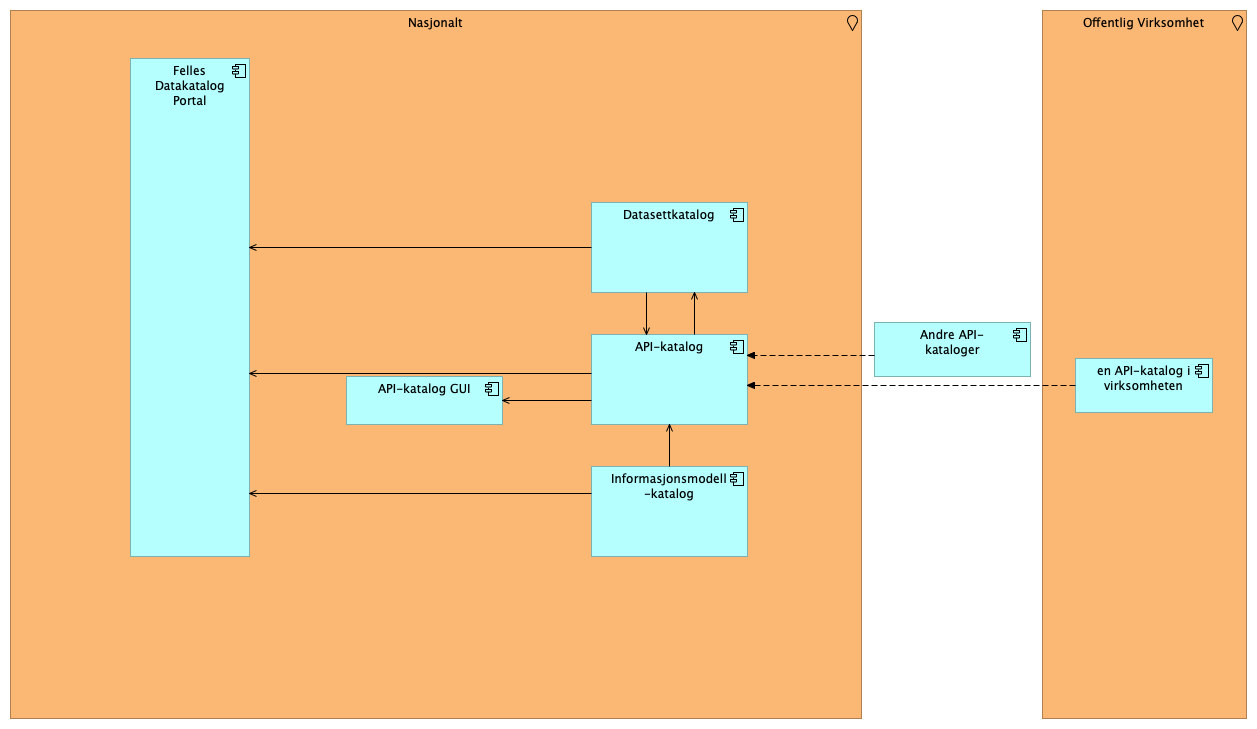 Nasjonalt
Offentlig Virksomhet
Felles
Datakatalog
Portal
Datasettkatalog
API-katalog
Andre API-
kataloger
en API-katalog i
virksomheten
API-katalog GUI
Informasjonsmodell
-katalog